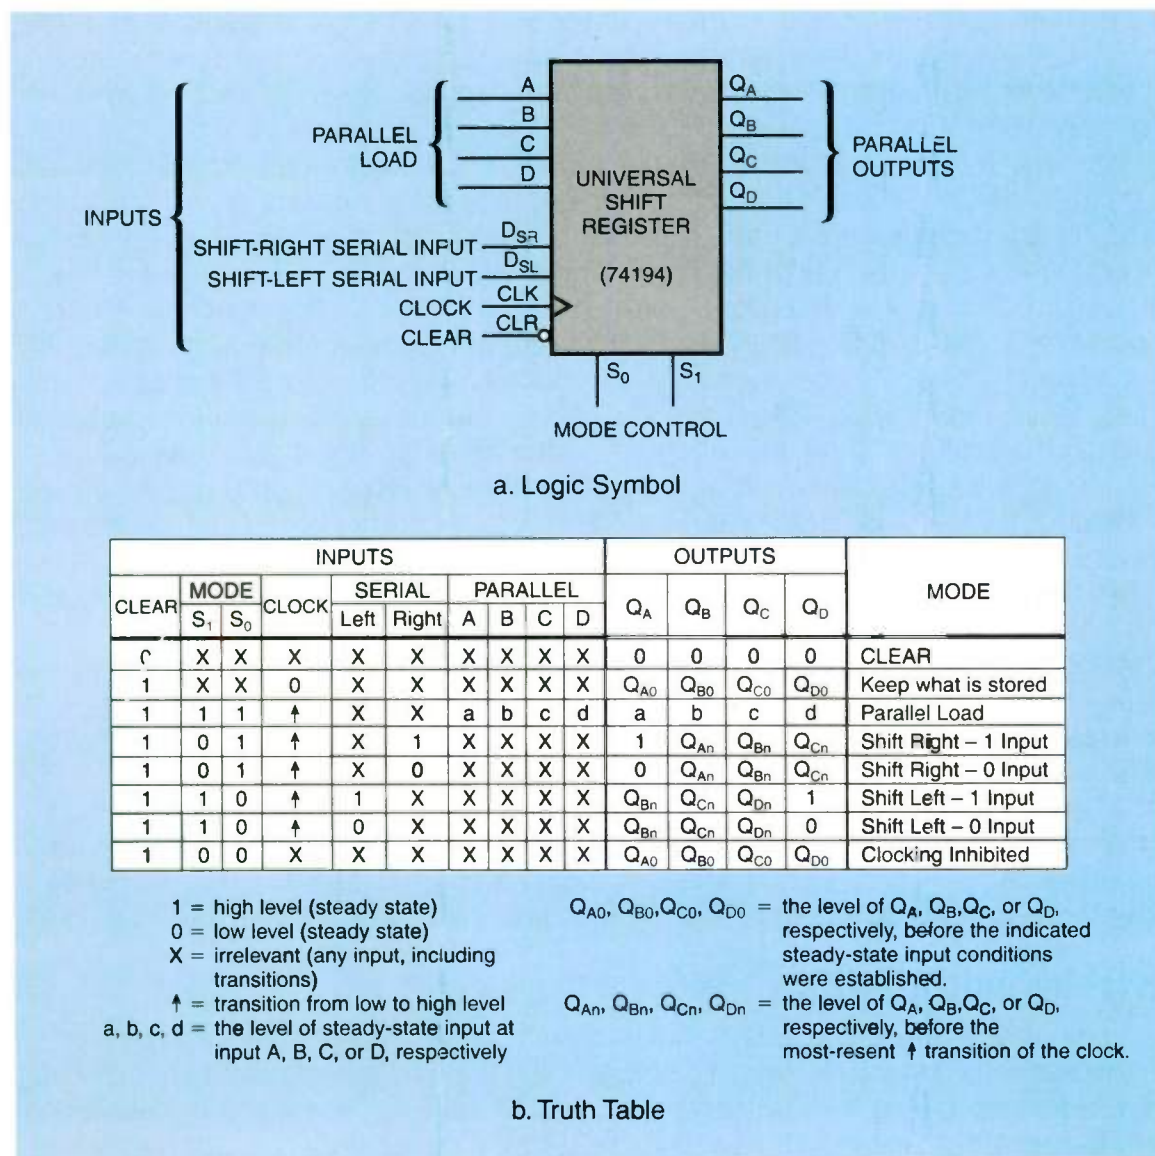 A
B
C
D
PARALLEL
LOAD
INPUTS
SHIFT-RIGHT SERIAL INPUT
SHIFT-LEFT SERIAL INPUT
CLOCK
CLEAR
DSR
DSL
CLK
CLR
UNIVERSAL
SHIFT
REGISTER
(74194)
QA
QB
QC
QD
PARALLEL
OUTPUTS
S0 S1
MODE CONTROL
a. Logic Symbol
INPUTS OUTPUTS MODE
CLEAR MODE CLOCK SERIAL PARALLEL QA QB QC QD
S1 S0 Left Right A B C D
0 X X X X X X X X X 0 0 0 0 CLEAR
1 X X 0 X X X X X X QA0 QB0 QC0 QD0 Keep what is stored
1 1 1 ↑ X X a b c d a b c d Parallel Load
1 0 1 ↑ X 1 X X X X 1 QAn QBn QCn Shift Right – 1 Input
1 0 1 ↑ X 0 X X X X 0 QAn QBn QCn Shift Right – 0 Input
1 1 0 ↑ 1 X X X X X QBn QCn QDn 1 Shift Left – 1 Input
1 1 0 ↑ 0 X X X X X QBn QCn QDn 0 Shift Left – 0 Input
1 0 0 X X X X X X X QA0 QB0 QC0 QD0 Clocking Inhibited
1 = high level (steady state)
0 = low level (steady state)
X = irrelevant (any input, including
transitions)
↑ = transition from low to high level
a, b, c, d = the level of steady-state input at
input A, B, C, or D, respectively
QA0, QB0,QC0, QD0 = the level of QA, QB,QC, or QD,
respectively, before the indicated
steady-state input conditions
were established.
QAn, QBn, QCn, QDn = the level of QA, QB,QC, or QD,
respectively, before the
most-resent ↑ transition of the clock.
b. Truth Table